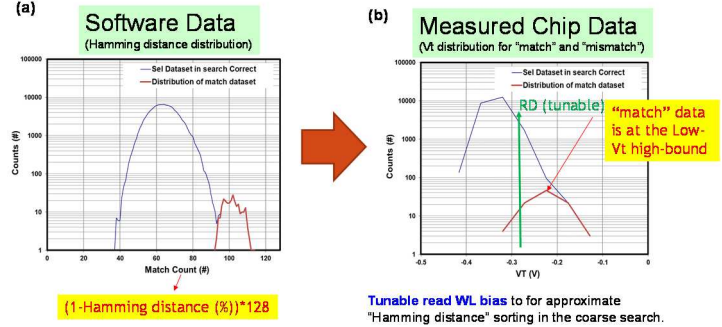 (a)
Software Data
(Hamming distance distribution)
100000
10000
1000
100
10
1
Counts (#)
Sel Dataset in search Correct
Distribution of match dataset
0 20 40 60 80 100 120
Match Count (#)
(1-Hamming distance (%))*128
(b)
Measured Chip Data
(Vt distribution for "match" and "mismatch")
100000
10000
1000
100
10
1
Counts (#)
Sel Dataset in search Correct
Distribution of match dataset
RD (tunable)
"match" data
is at the Low-
Vt high-bound
-0.5 -0.4 -0.3 -0.2 -0.1 0
VT (V)
Tunable read WL bias to for approximate
"Hamming distance" sorting in the coarse search.